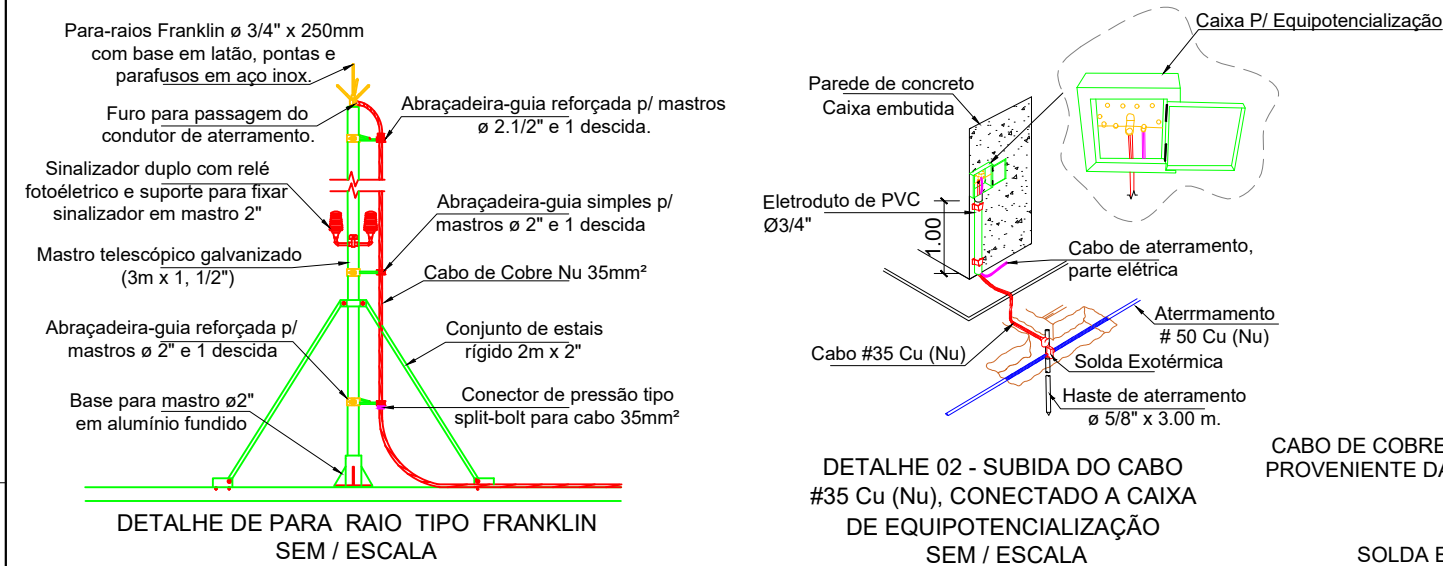 Para-raios Franklin ø 3/4" x 250mm
com base em latão, pontas e
parafusos em aço inox.
Furo para passagem do
condutor de aterramento.
Sinalizador duplo com relé
fotoéletrico e suporte para fixar
sinalizador em mastro 2"
Mastro telescópico galvanizado
(3m x 1, 1/2")
Abraçadeira-guia reforçada p/
mastros ø 2" e 1 descida
Base para mastro ø2"
em alumínio fundido
Abraçadeira-guia reforçada p/ mastros
ø 2.1/2" e 1 descida.
Abraçadeira-guia simples p/
mastros ø 2" e 1 descida
Cabo de Cobre Nu 35mm²
Conjunto de estais
rígido 2m x 2"
Conector de pressão tipo
split-bolt para cabo 35mm²
DETALHE DE PARA RAIO TIPO FRANKLIN
SEM / ESCALA
Caixa P/ Equipotencialização
Parede de concreto
Caixa embutida
Eletroduto de PVC
Ø3/4"
1.00
Cabo de aterramento,
parte elétrica
Aterrmamento
# 50 Cu (Nu)
Cabo #35 Cu (Nu)
Solda Exotérmica
Haste de aterramento
ø 5/8" x 3.00 m.
DETALHE 02 - SUBIDA DO CABO
#35 Cu (Nu), CONECTADO A CAIXA
DE EQUIPOTENCIALIZAÇÃO
SEM / ESCALA
CABO DE COBRE
PROVENIENTE DA
SOLDA E